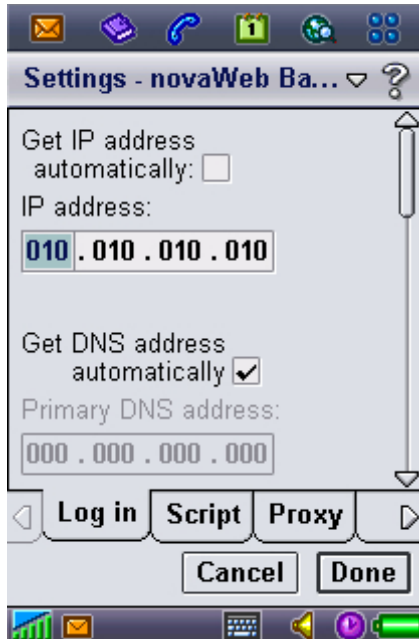 1
Settings - novaWeb Ba...
?
Get IP address
automatically:
IP address:
010 . 010 . 010 . 010
Get DNS address
automatically
Primary DNS address:
000 . 000 . 000 . 000
Log in Script Proxy
Cancel Done